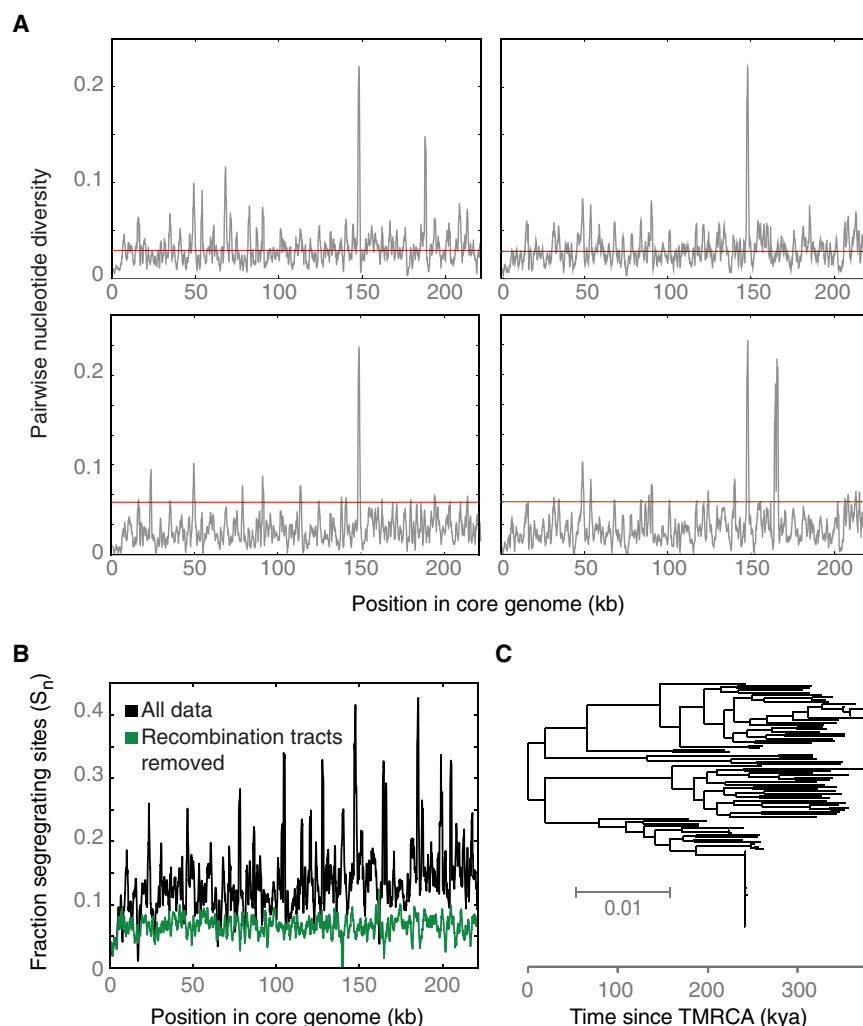 A
Pairwise nucleotide diversity
0.2
0.1
0
0 50 100 150 200
0 50 100 150 200
0.2
0.1
0
0 50 100 150 200
0 50 100 150 200
Position in core genome (kb)
B
Fraction segregrating sites (Sn)
0.4
0.3
0.2
0.1
0
All data
Recombination tracts
removed
0 50 100 150 200
Position in core genome (kb)
C
0.01
0 100 200 300
Time since TMRCA (kya)